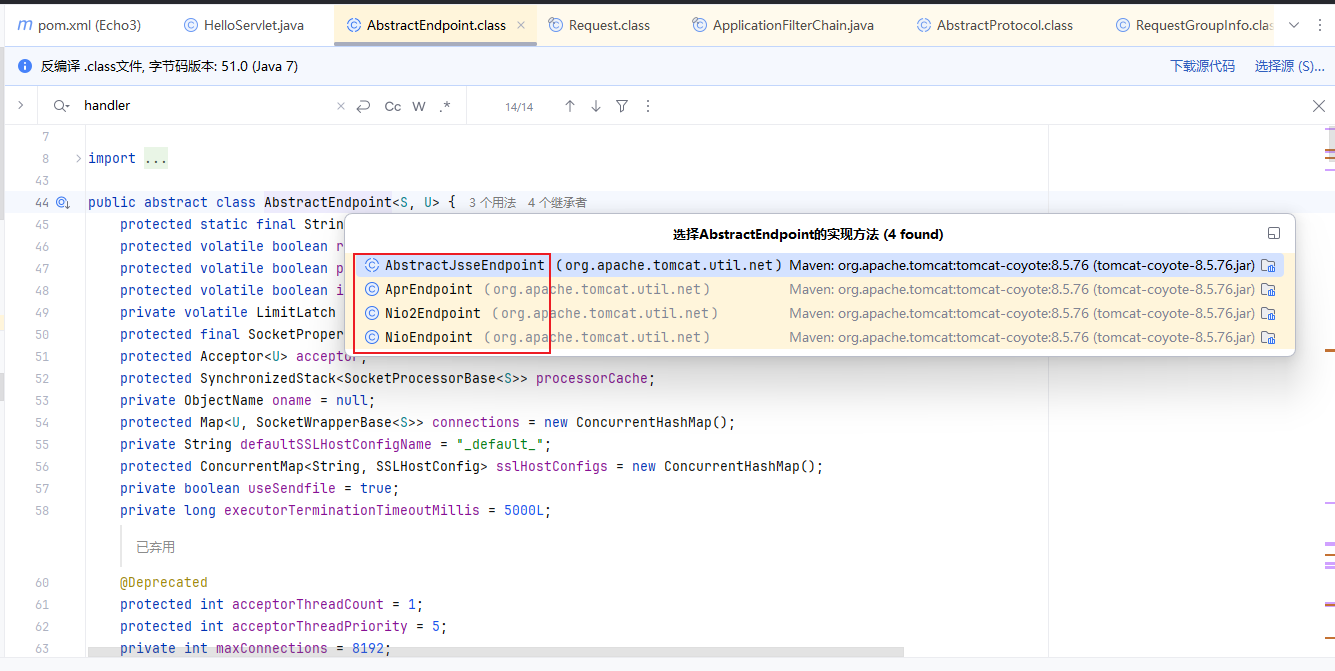 pom.xml (Echo3) HelloServlet.java AbstractEndpoint.class Request.class ApplicationFilterChain.java AbstractProtocol.class RequestGroupInfo.clas
反编译 .class文件, 字节码版本: 51.0 (Java 7) 下载源代码 选择源 (S)...
handler Cc W .* 14/14
7
8 import ...
43
44 public abstract class AbstractEndpoint<S, U> { 3 个用法 4 个继承者
45 protected static final Strin
选择AbstractEndpoint的实现方法 (4 found)
46 protected volatile boolean r
AbstractJsseEndpoint (org.apache.tomcat.util.net) Maven: org.apache.tomcat:tomcat-coyote:8.5.76 (tomcat-coyote-8.5.76.jar)
47 protected volatile boolean p
AprEndpoint (org.apache.tomcat.util.net) Maven: org.apache.tomcat:tomcat-coyote:8.5.76 (tomcat-coyote-8.5.76.jar)
48 protected volatile boolean i
Nio2Endpoint (org.apache.tomcat.util.net) Maven: org.apache.tomcat:tomcat-coyote:8.5.76 (tomcat-coyote-8.5.76.jar)
49 private volatile LimitLatch
50 protected final SocketProper
NioEndpoint (org.apache.tomcat.util.net) Maven: org.apache.tomcat:tomcat-coyote:8.5.76 (tomcat-coyote-8.5.76.jar)
51 protected Acceptor<U> acceptor;
52 protected SynchronizedStack<SocketProcessorBase<S>> processorCache;
53 private ObjectName oname = null;
54 protected Map<U, SocketWrapperBase<S>> connections = new ConcurrentHashMap();
55 private String defaultSSLHostConfigName = "_default_";
56 protected ConcurrentMap<String, SSLHostConfig> sslHostConfigs = new ConcurrentHashMap();
57 private boolean useSendfile = true;
58 private long executorTerminationTimeoutMillis = 5000L;
已弃用
60 @Deprecated
61 protected int acceptorThreadCount = 1;
62 protected int acceptorThreadPriority = 5;
63 private int maxConnections = 8192;